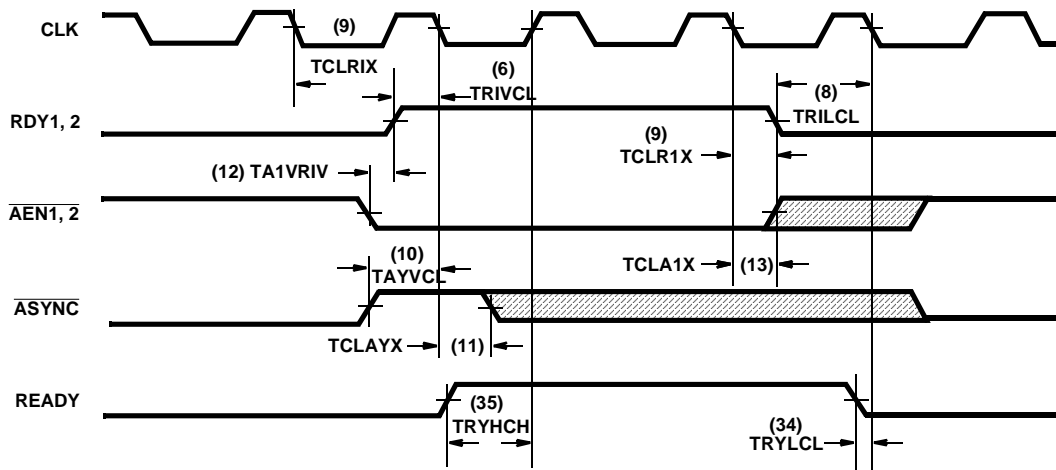 CLK
(9)
TCLRIX
(6)
TRIVCL
(8)
TRILCL
RDY1, 2
(9)
TCLR1X
(12) TA1VRIV
AEN1, 2
(10)
TAYVCL
TCLA1X
(13)
ASYNC
TCLAYX
(11)
READY
(35)
TRYHCH
(34)
TRYLCL